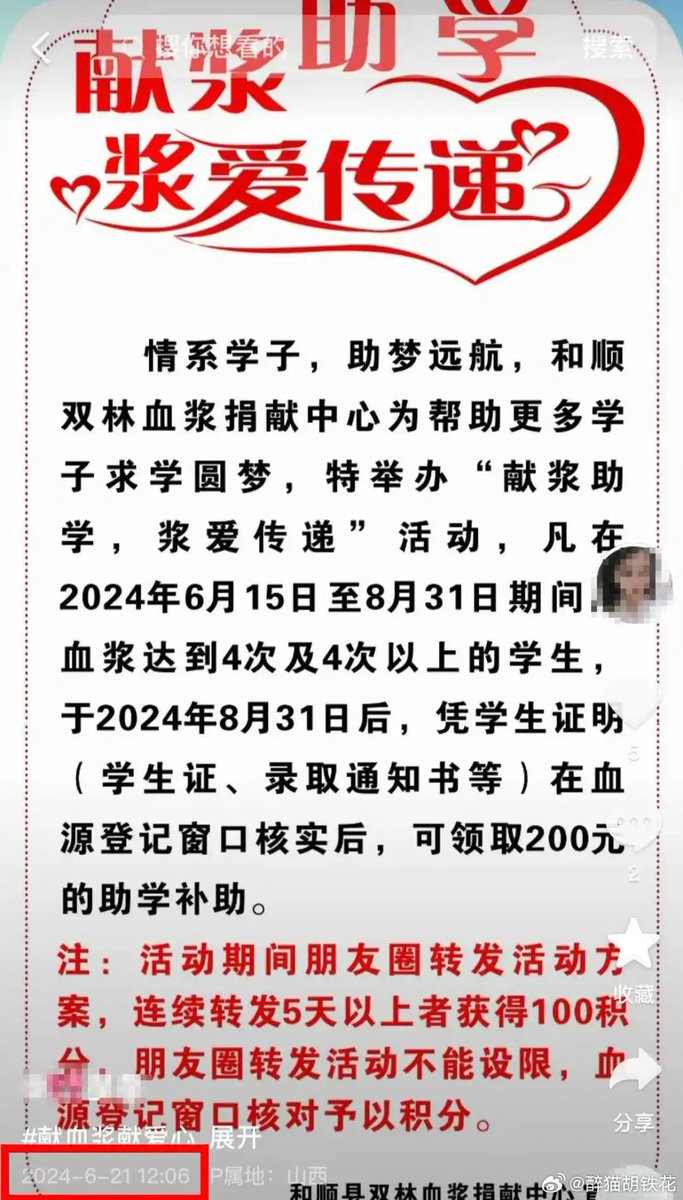 搜你想看的
搜索
献浆助学
浆爱传递
情系学子，助梦远航，和顺
双林血浆捐献中心为帮助更多学
子求学圆梦，特举办“献浆助
学，浆爱传递”活动，凡在
2024年6月15日至8月31日期间
血浆达到4次及4次以上的学生，
于2024年8月31日后，凭学生证明
（学生证、录取通知书等）在血
源登记窗口核实后，可领取200元
的助学补助。
注：活动期间朋友圈转发活动方
案，连续转发5天以上者获得100积
分，朋友圈转发活动不能设限，血
源登记窗口核对予以积分。
5
2
收藏
分享
#献血浆献爱心 展开
2024-6-21 12:06 IP属地：山西
和顺县双林血浆捐献中心
@醉猫胡铁花